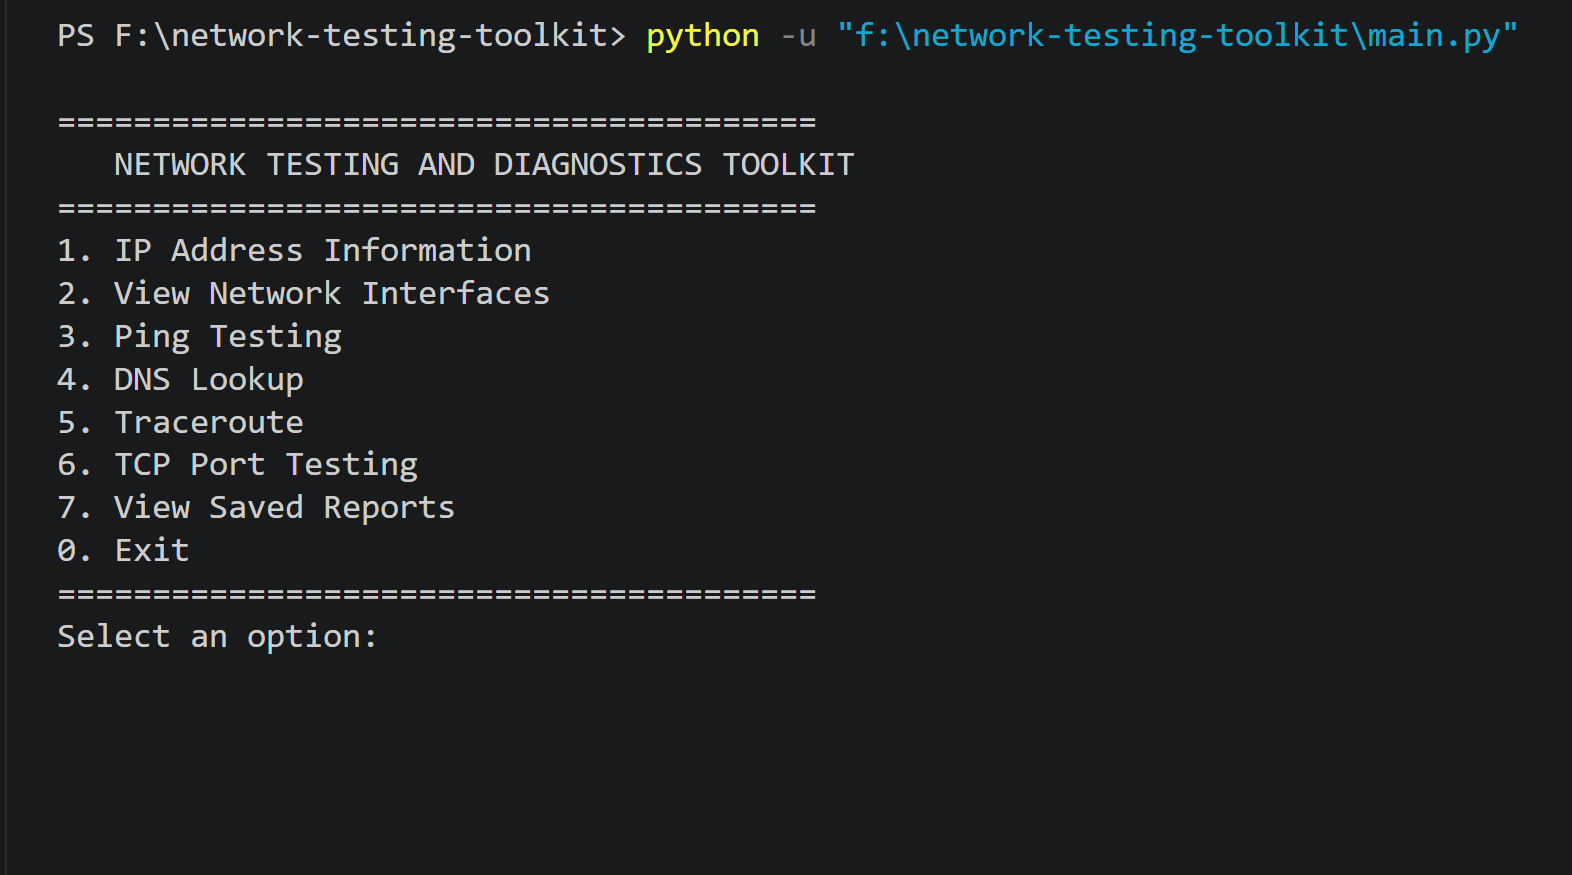 PS F:\network-testing-toolkit> python -u "f:\network-testing-toolkit\main.py"
========================================
   NETWORK TESTING AND DIAGNOSTICS TOOLKIT
========================================
1. IP Address Information
2. View Network Interfaces
3. Ping Testing
4. DNS Lookup
5. Traceroute
6. TCP Port Testing
7. View Saved Reports
0. Exit
========================================
Select an option: